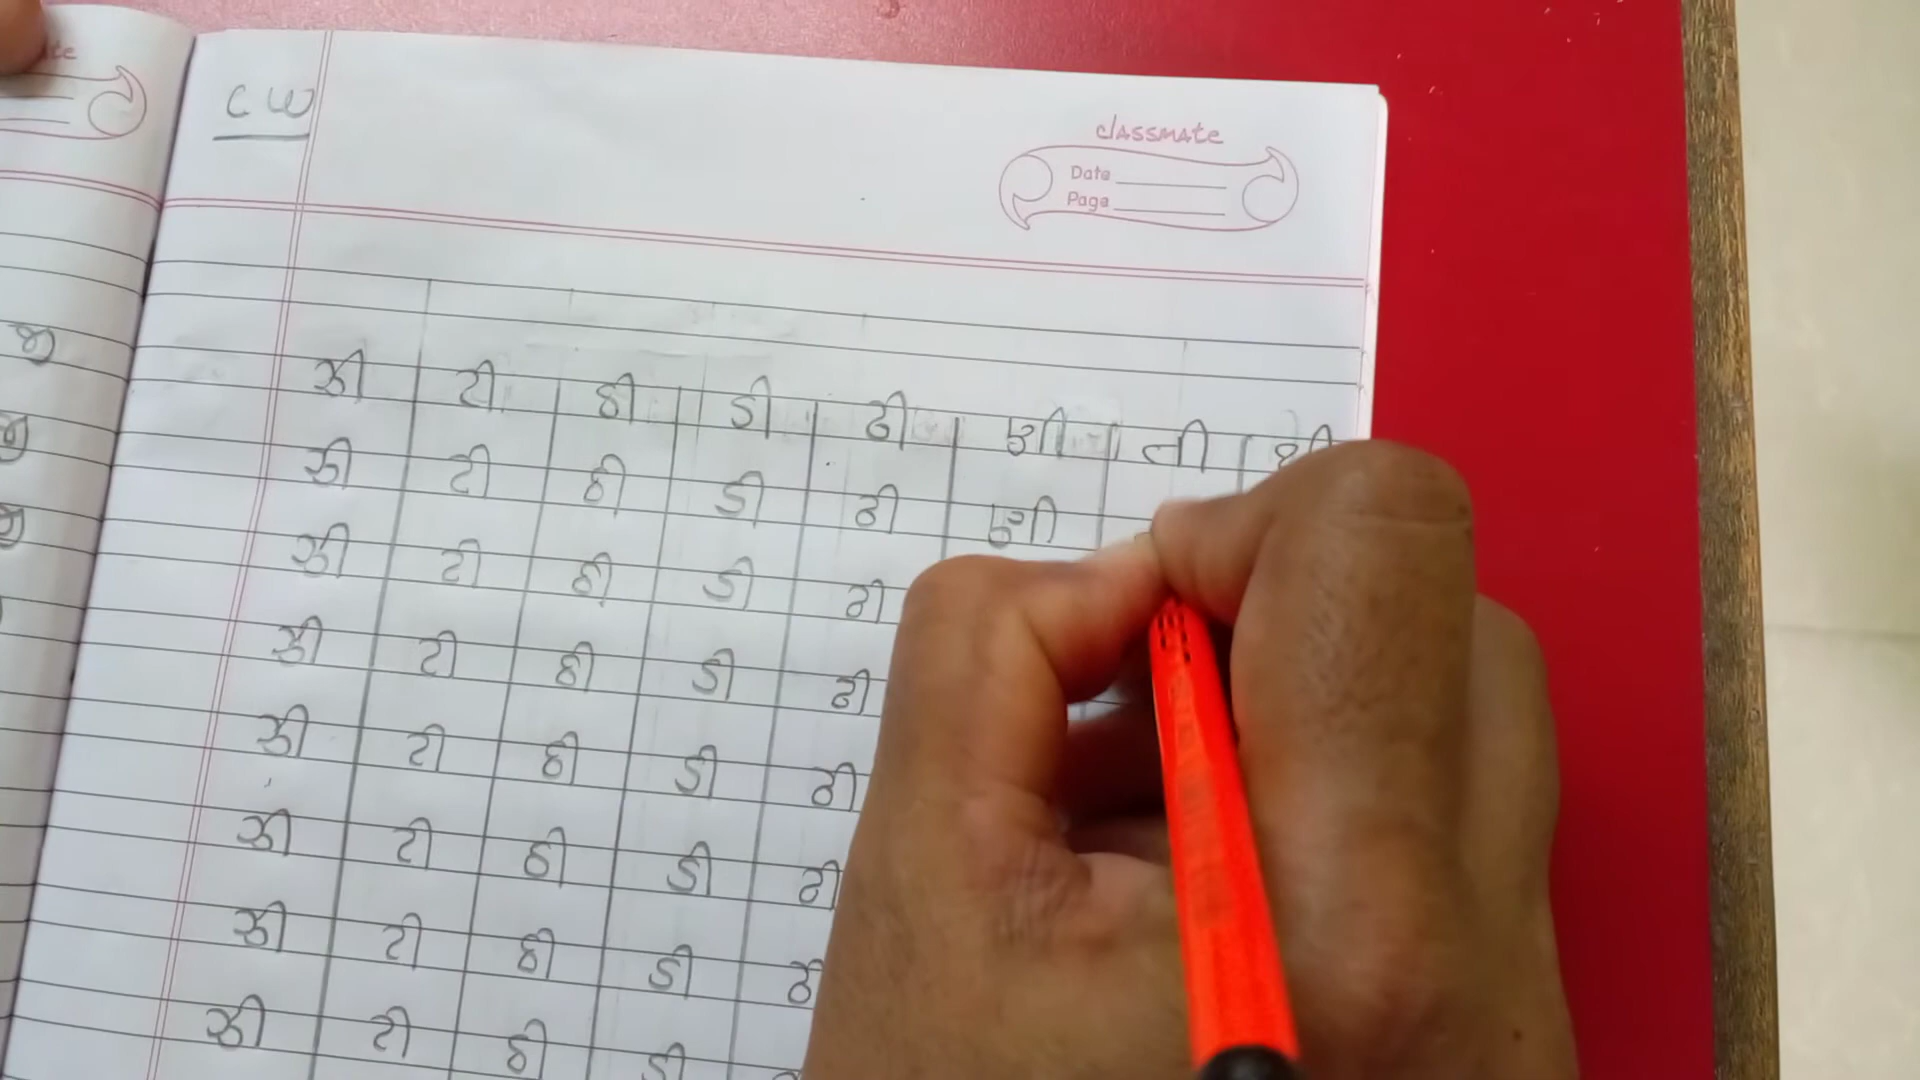 CW
classmate
Date
Page
ઝી ટી ઠી ડી ઢી ણી તી થી
ઝી ટી ઠી ડી ઢી ણી
ઝી ટી ઠી ડી ઢી
ઝી ટી ઠી ડી ઢી
ઝી ટી ઠી ડી ઢી
ઝી ટી ઠી ડી ઢી
ઝી ટી ઠી ડી ઢી
ઝી ટી ઠી ડી